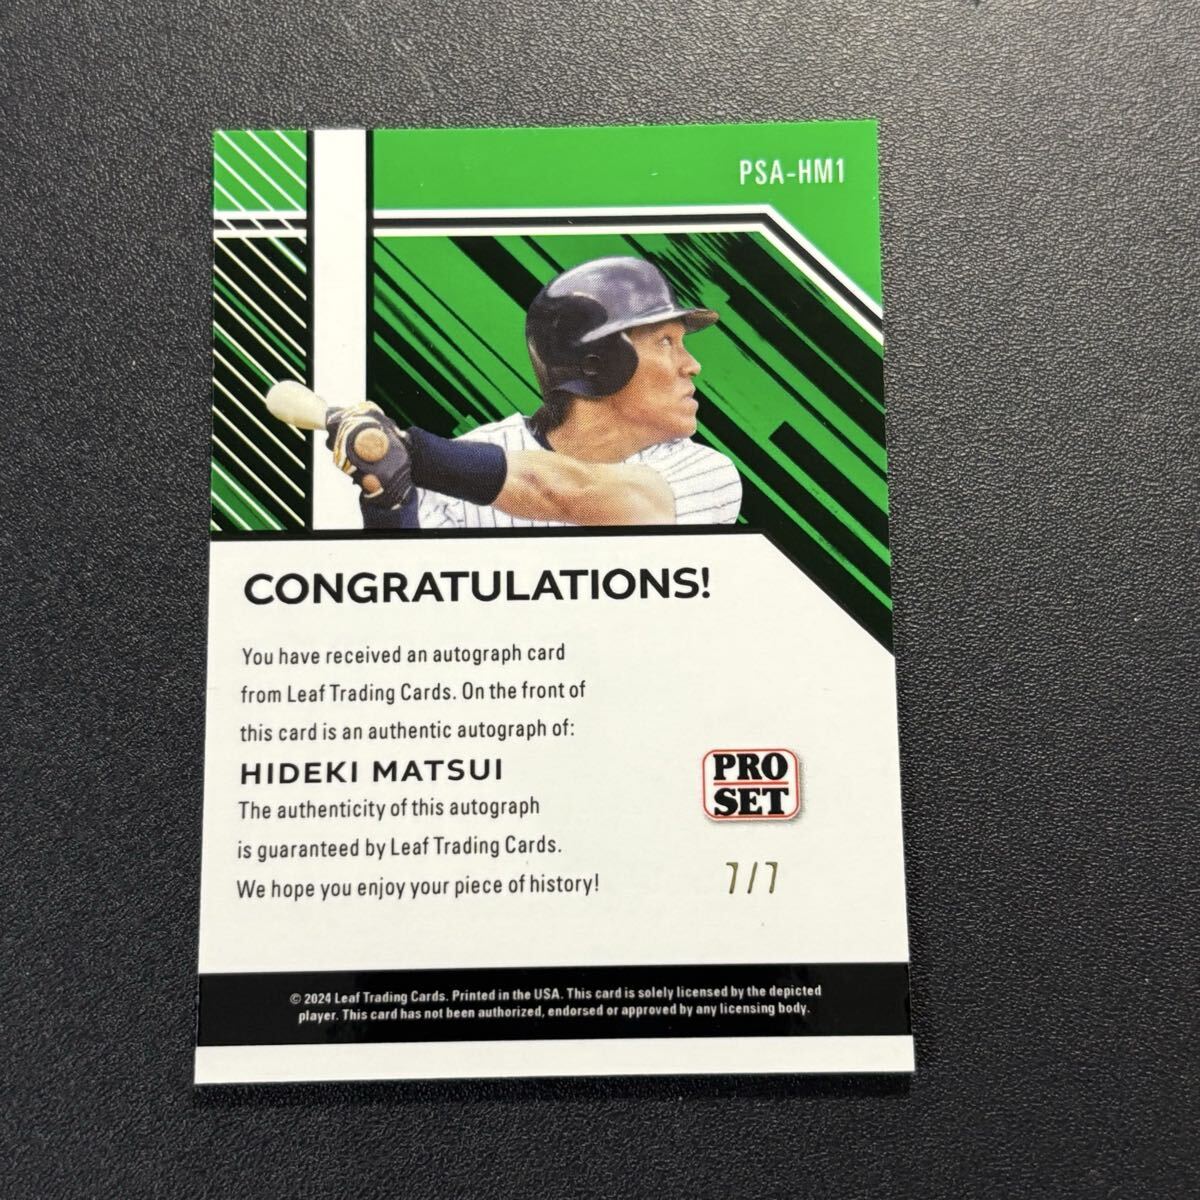 PSA-HM1
CONGRATULATIONS!
You have received an autograph card
from Leaf Trading Cards. On the front of
this card is an authentic autograph of:
HIDEKI MATSUI
The authenticity of this autograph
is guaranteed by Leaf Trading Cards.
We hope you enjoy your piece of history!
PRO
SET
7/7
© 2024 Leaf Trading Cards. Printed in the USA. This card is solely licensed by the depicted
player. This card has not been authorized, endorsed or approved by any licensing body.